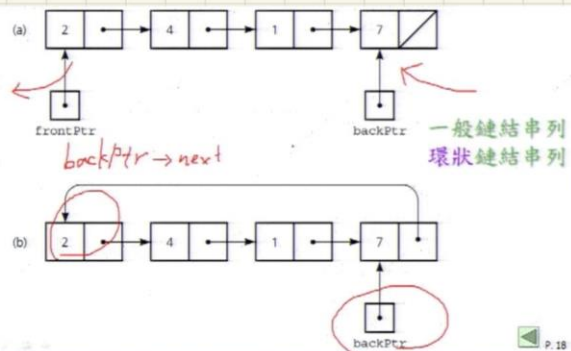 (a) 2 4 1 7
frontPtr backPtr
一般鏈結串列
環狀鏈結串列
backPtr→next
(b) 2 4 1 7
backPtr
P. 18